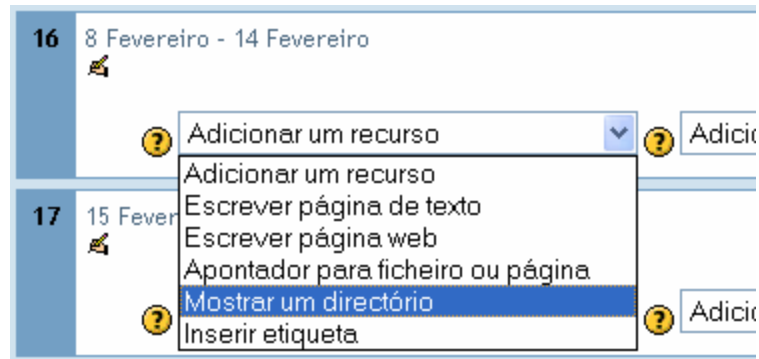 16 8 Fevereiro - 14 Fevereiro
? Adicionar um recurso ?
Adicionar um recurso
Escrever página de texto
17 15
Escrever página web
Apontador para ficheiro ou página
Mostrar um directório
? ?
Inserir etiqueta